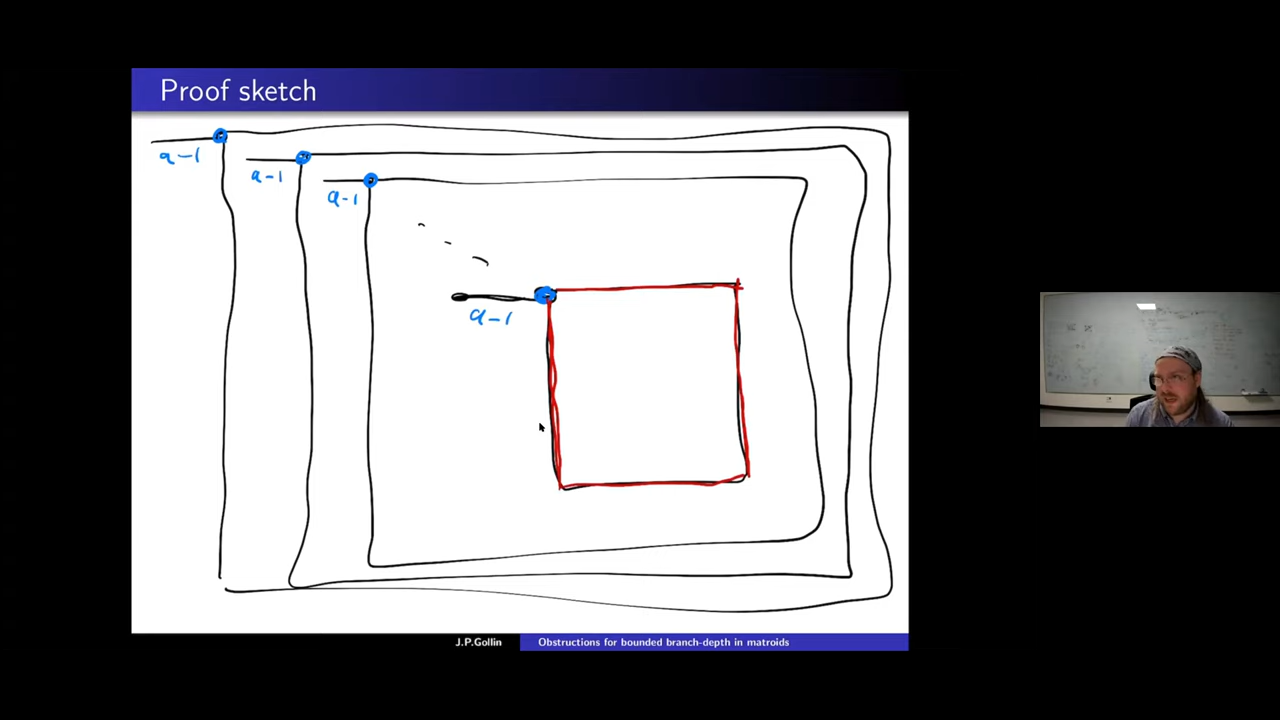 Proof sketch
a-1
a-1
a-1
a-1
J.P.Gollin
Obstructions for bounded branch-depth in matroids